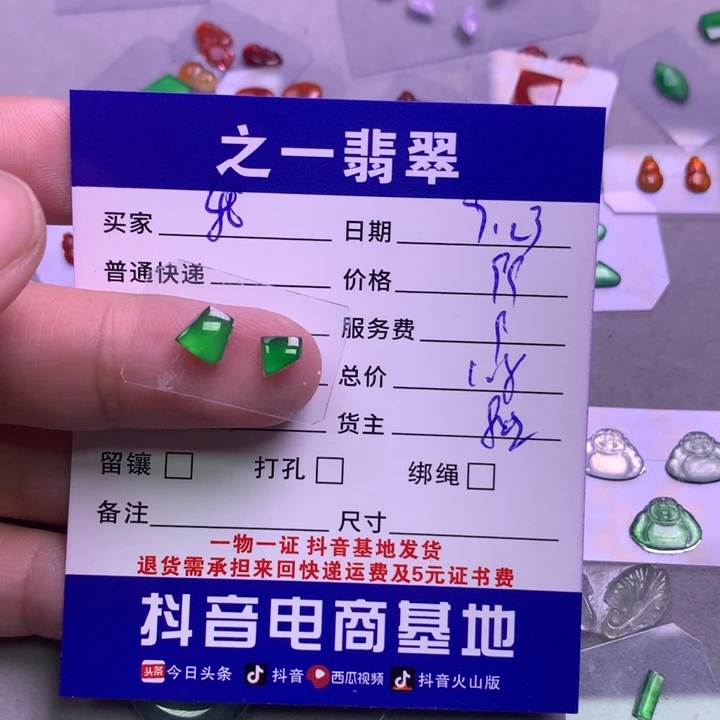 之一翡翠
买家 日期 7.23
普通快递 价格
服务费
总价
货主
留镶 打孔 绑绳
备注 尺寸
一物一证 抖音基地发货
退货需承担来回快递运费及5元证书费
抖音电商基地
头条 今日头条 抖音 西瓜视频 抖音火山版